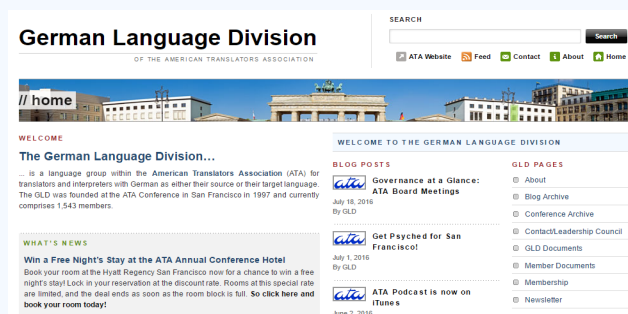 SEARCH
German Language Division
OF THE AMERICAN TRANSLATORS ASSOCIATION
Search
ATA Website Feed Contact About Home
// home
WELCOME
The German Language Division…
... is a language group within the American Translators Association (ATA) for
translators and interpreters with German as either their source or their target language.
The GLD was founded at the ATA Conference in San Francisco in 1997 and currently
comprises 1,543 members.
WHAT'S NEWS
Win a Free Night's Stay at the ATA Annual Conference Hotel
Book your room at the Hyatt Regency San Francisco now for a chance to win a free
night's stay! Lock in your reservation at the discount rate. Rooms at this special rate
are limited, and the deal ends as soon as the room block is full. So click here and
book your room today!
WELCOME TO THE GERMAN LANGUAGE DIVISION
BLOG POSTS
ata
Governance at a Glance:
ATA Board Meetings
July 18, 2016
By GLD
ata
Get Psyched for San
Francisco!
July 1, 2016
By GLD
ata
ATA Podcast is now on
iTunes
June 2, 2016
GLD PAGES
About
Blog Archive
Conference Archive
Contact/Leadership Council
GLD Documents
Member Documents
Membership
Newsletter